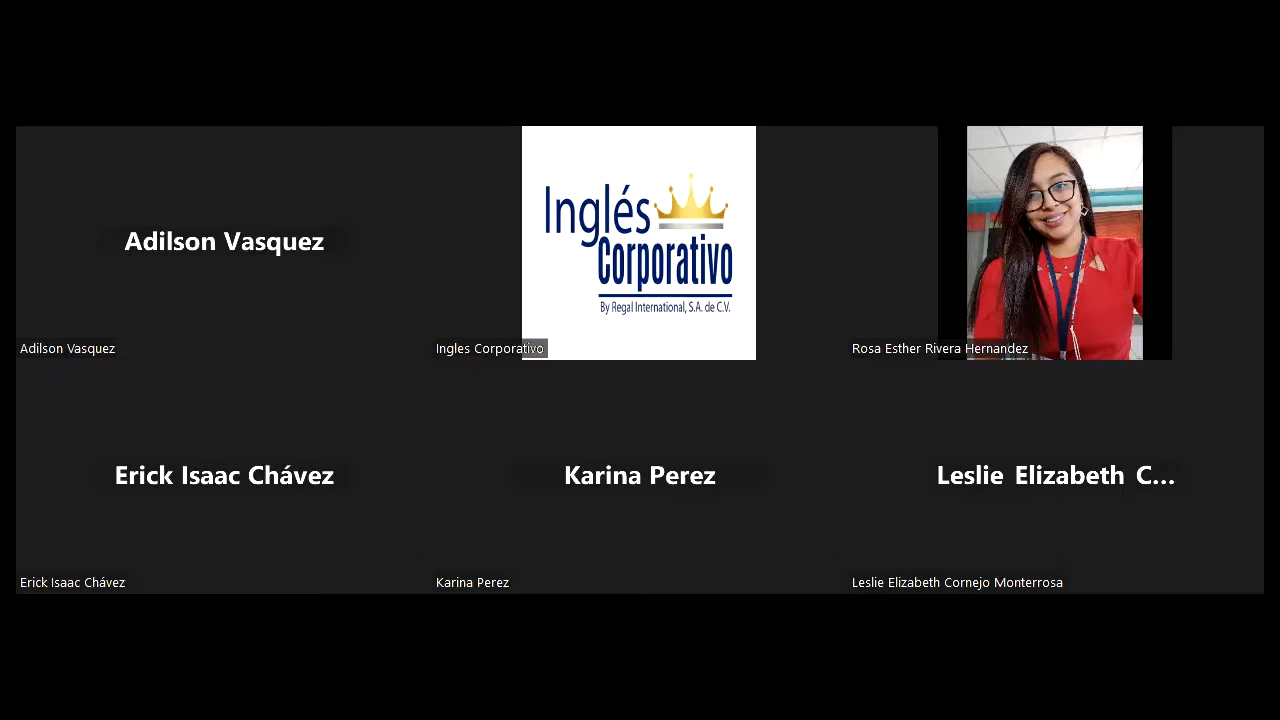 Adilson Vasquez
Adilson Vasquez
Inglés
Corporativo
By Regal International, S.A. de C.V.
Ingles Corporativo
Rosa Esther Rivera Hernandez
Erick Isaac Chávez
Erick Isaac Chávez
Karina Perez
Karina Perez
Leslie Elizabeth C...
Leslie Elizabeth Cornejo Monterrosa